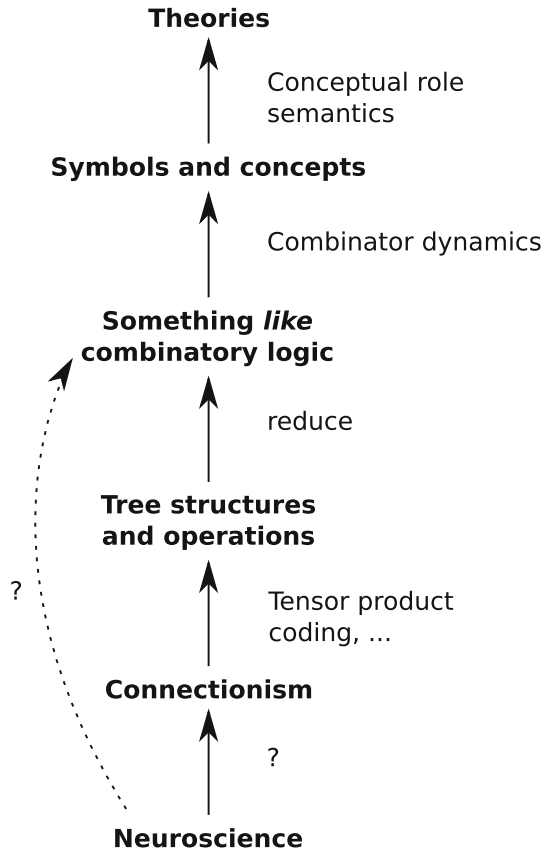 Theories
Conceptual role
semantics
Symbols and concepts
Combinator dynamics
Something like
combinatory logic
reduce
Tree structures
and operations
?
Tensor product
coding, ...
Connectionism
?
Neuroscience